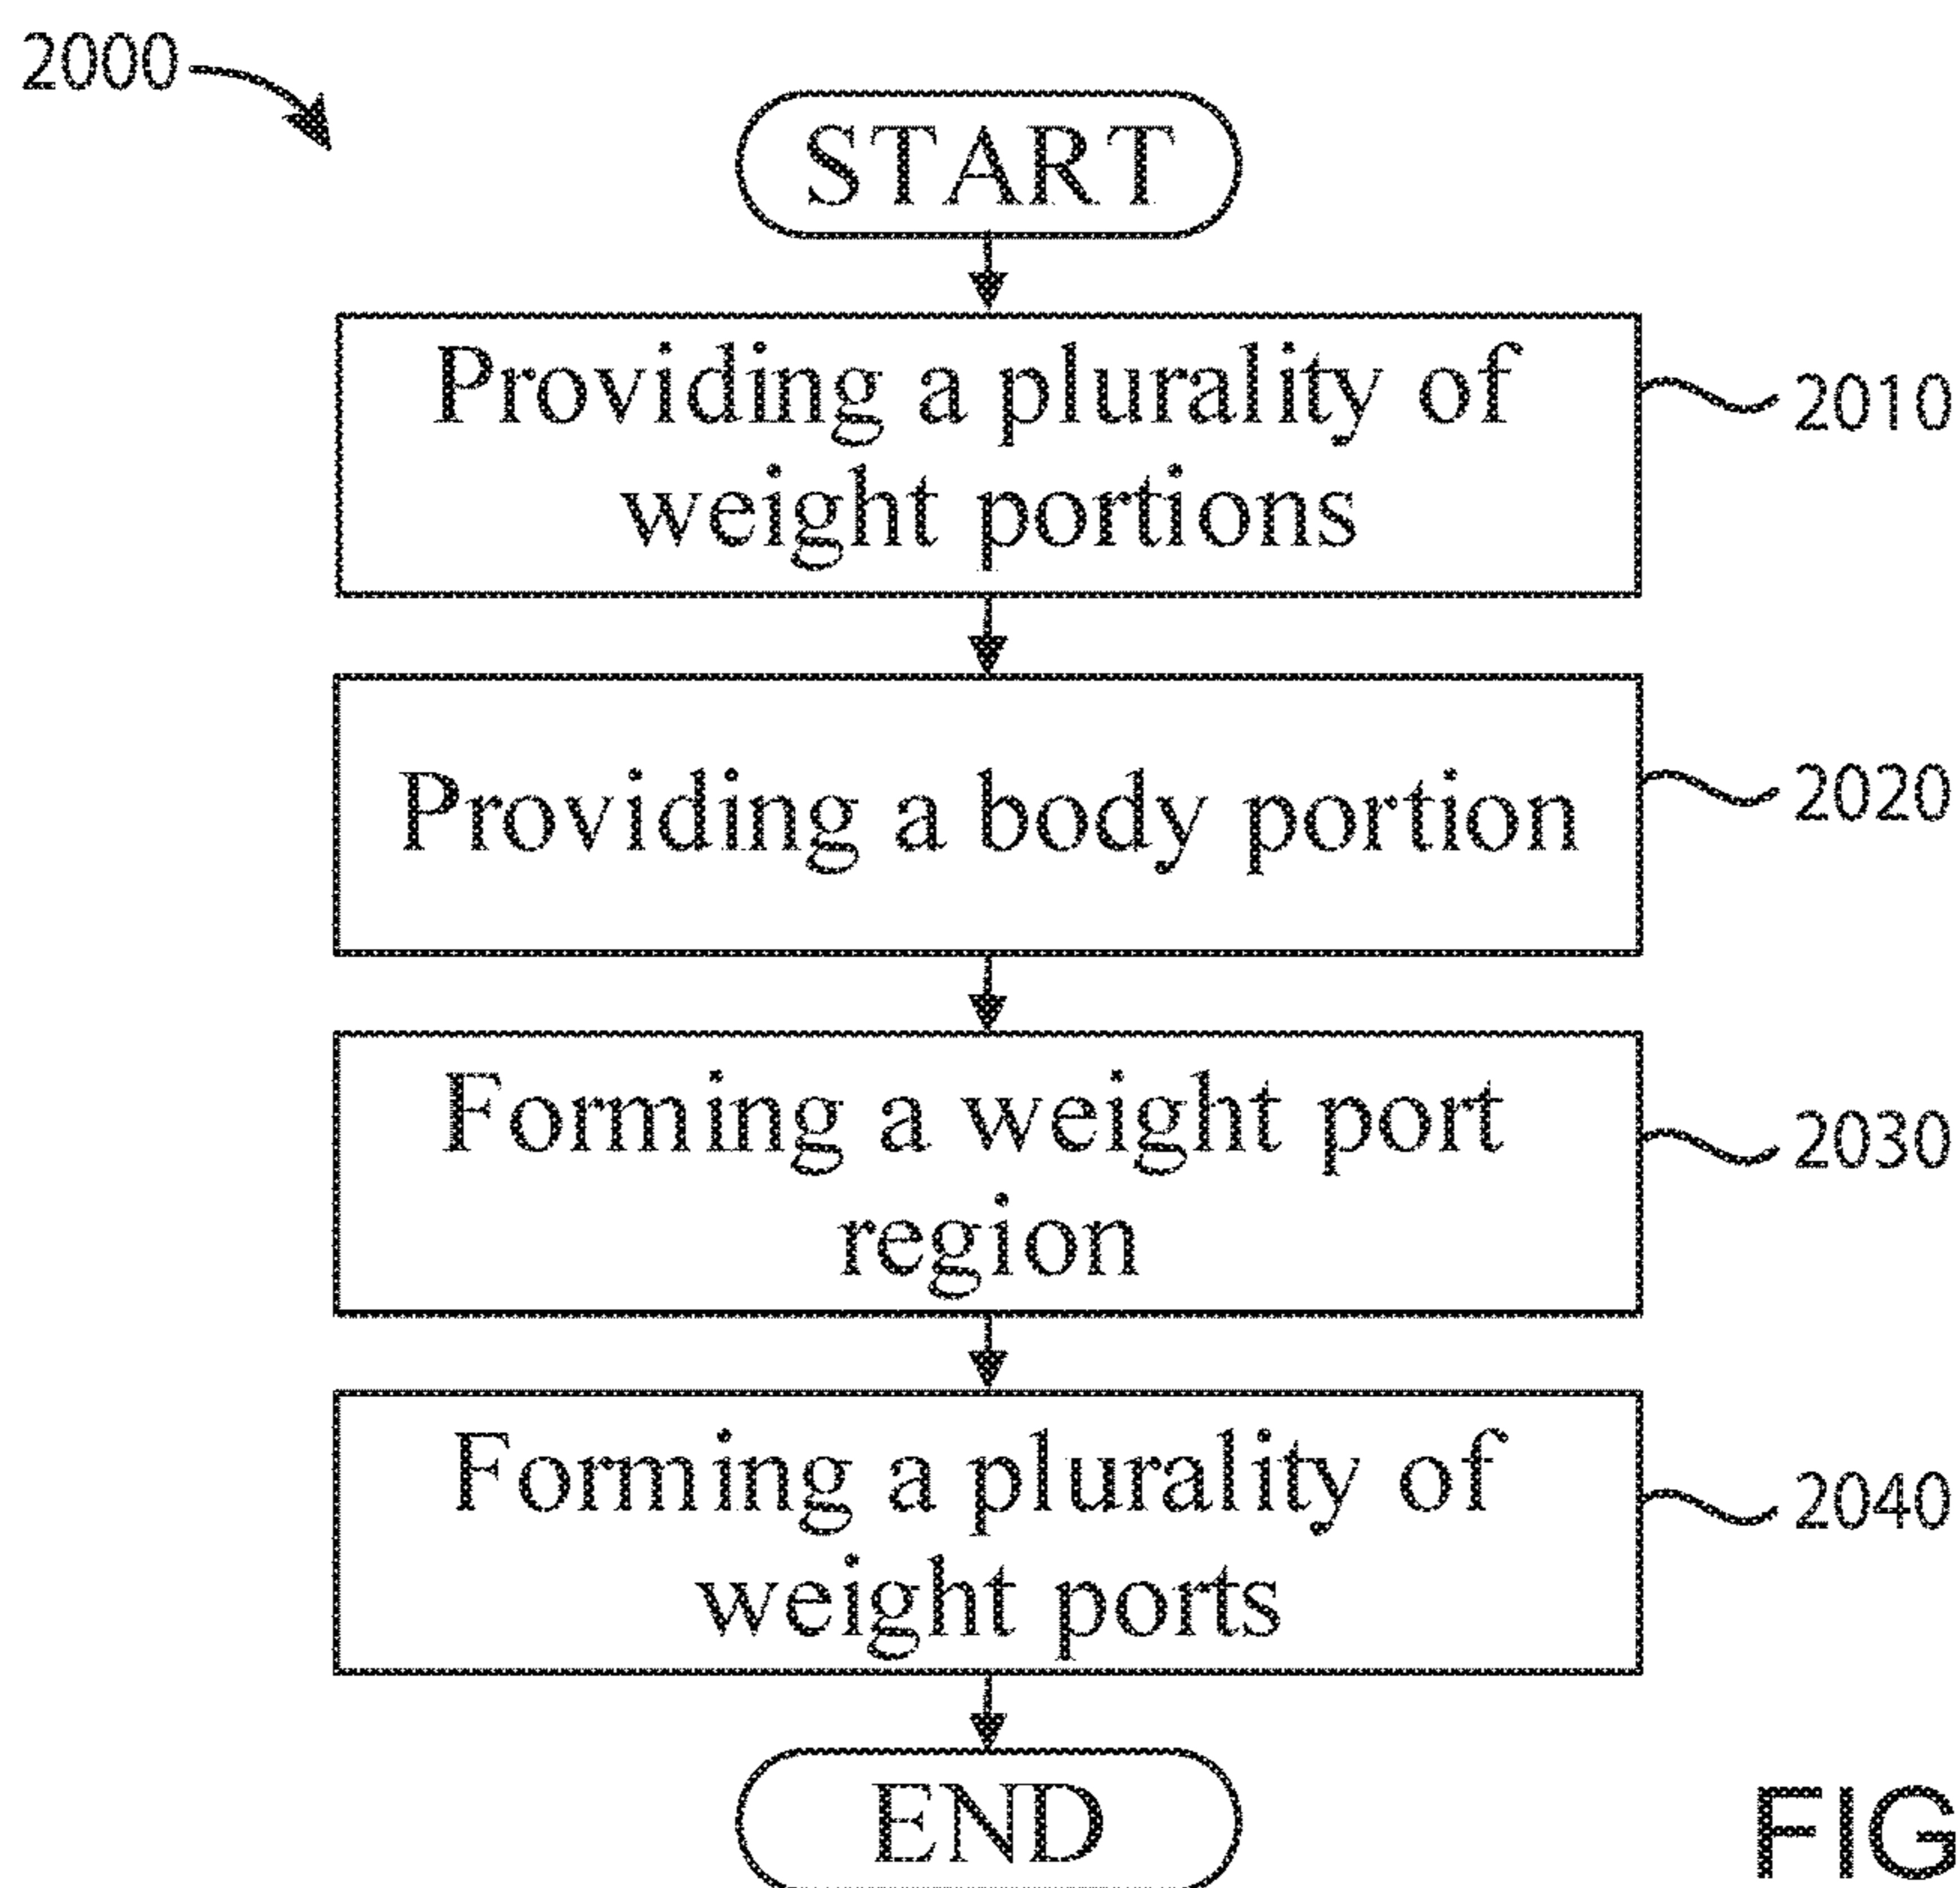 2000
START
Providing a plurality of
weight portions
2010
Providing a body portion
2020
Forming a weight port
region
2030
Forming a plurality of
weight ports
2040
END
FIG